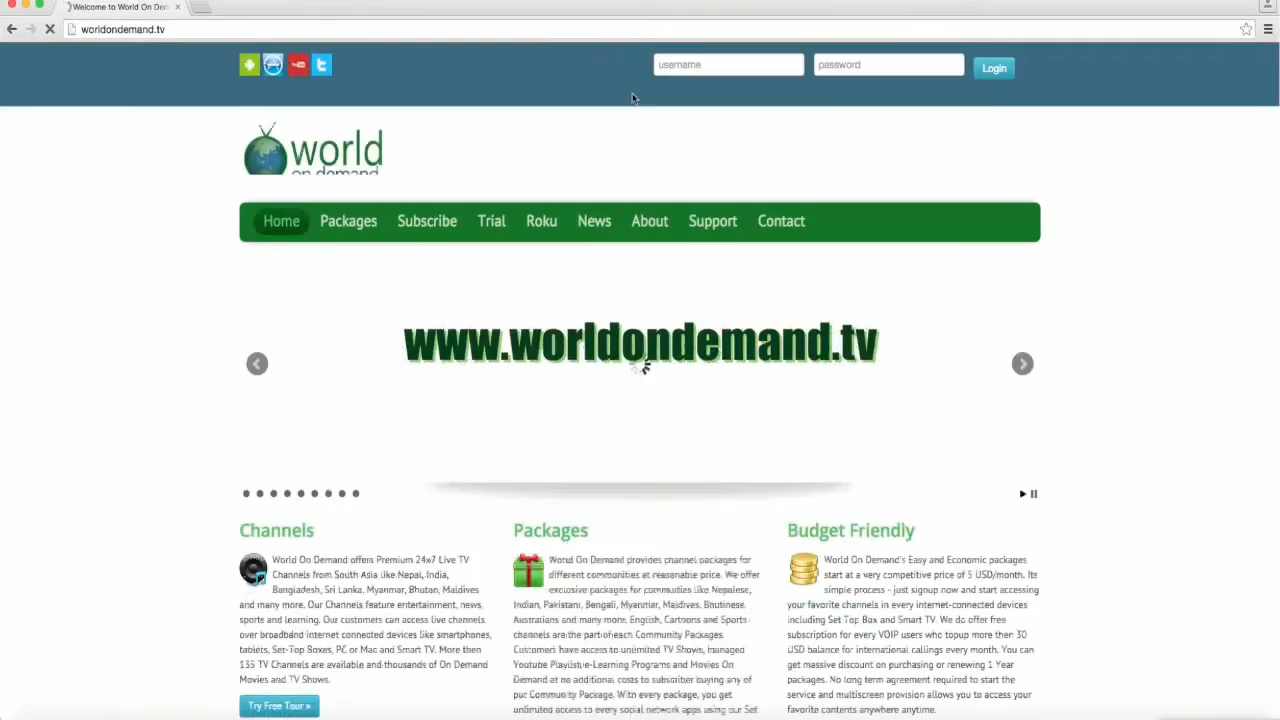 Welcome to World On Dem
worldondemand.tv
username
password
Login
world
on demand
Home Packages Subscribe Trial Roku News About Support Contact
www.worldondemand.tv
Channels
World On Demand offers Premium 24x7 Live TV
Channels from South Asia like Nepal, India,
Bangladesh, Sri Lanka, Myanmar, Bhutan, Maldives
and many more. Our Channels feature entertainment, news,
sports and learning. Our customers can access live channels
over broadband internet connected devices like smartphones,
tablets, Set-Top Boxes, PC or Mac and Smart TV. More then
135 TV Channels are available and thousands of On Demand
Movies and TV Shows.
Try Free Tour »
Packages
World On Demand provides channel packages for
different communities at reasonable price. We offer
exclusive packages for communities like Nepalese,
Indian, Pakistani, Bengali, Myanmar, Maldives, Bhutinese,
Australians and many more. English, Cartoons and Sports
channels are the part of each Community Packages.
Customers have access to unlimited TV Shows, managed
Youtube Playlist, e-Learning Programs and Movies On
Demand at no additional costs to subscriber buying any of
our Community Package. With every package, you get
unlimited access to every social network apps using our Set
Budget Friendly
World On Demand's Easy and Economic packages
start at a very competitive price of 5 USD/month. Its
simple process - just signup now and start accessing
your favorite channels in every internet-connected devices
including Set Top Box and Smart TV. We do offer free
subscription for every VOIP users who topup more then 30
USD balance for international callings every month. You can
get massive discount on purchasing or renewing 1 Year
packages. No long term agreement required to start the
service and multiscreen provision allows you to access your
favorite contents anywhere anytime.